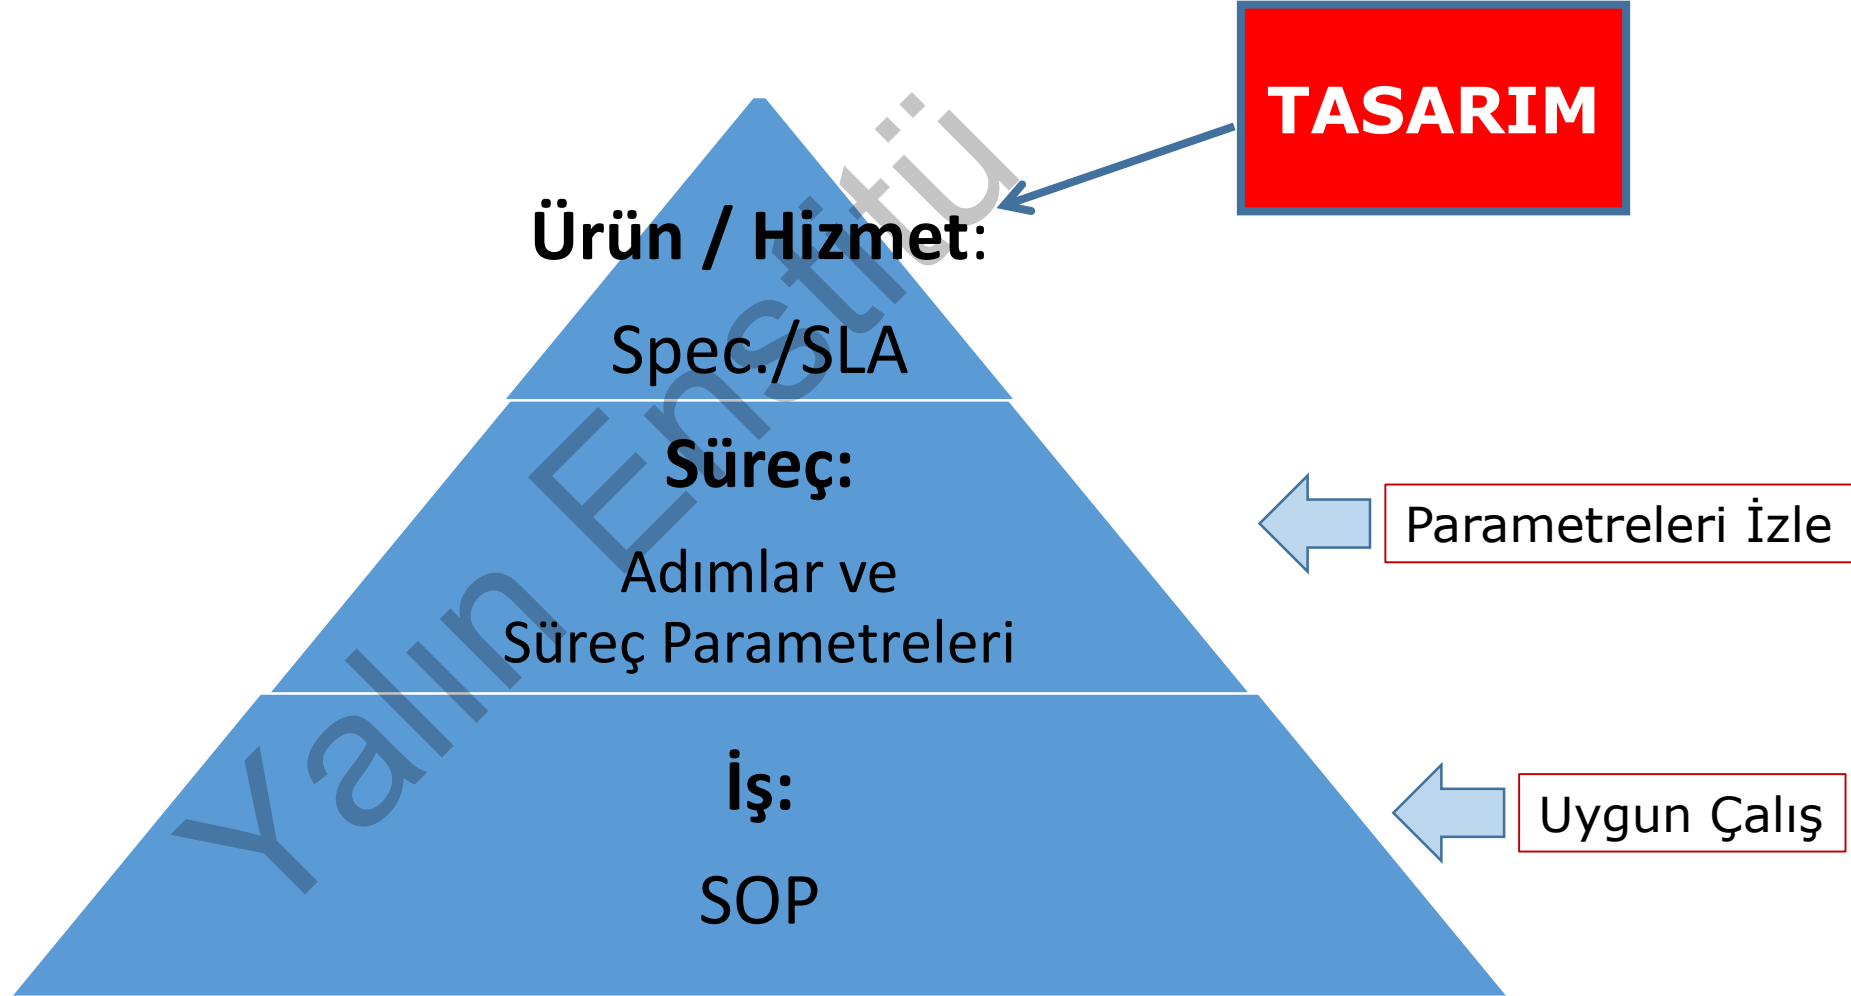 TASARIM
Ürün / Hizmet:
Spec./SLA
Süreç:
Adımlar ve
Süreç Parametreleri
Parametreleri İzle
İş:
SOP
Uygun Çalış
Yalın Enstitü